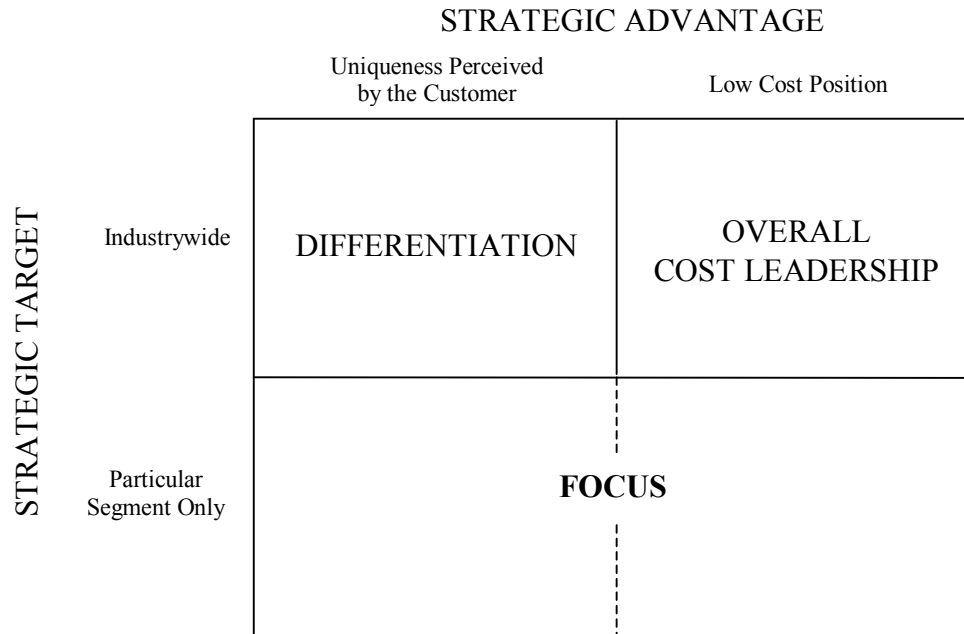 STRATEGIC ADVANTAGE
Uniqueness Perceived
by the Customer
Low Cost Position
STRATEGIC TARGET
Industrywide
DIFFERENTIATION
OVERALL
COST LEADERSHIP
Particular
Segment Only
FOCUS